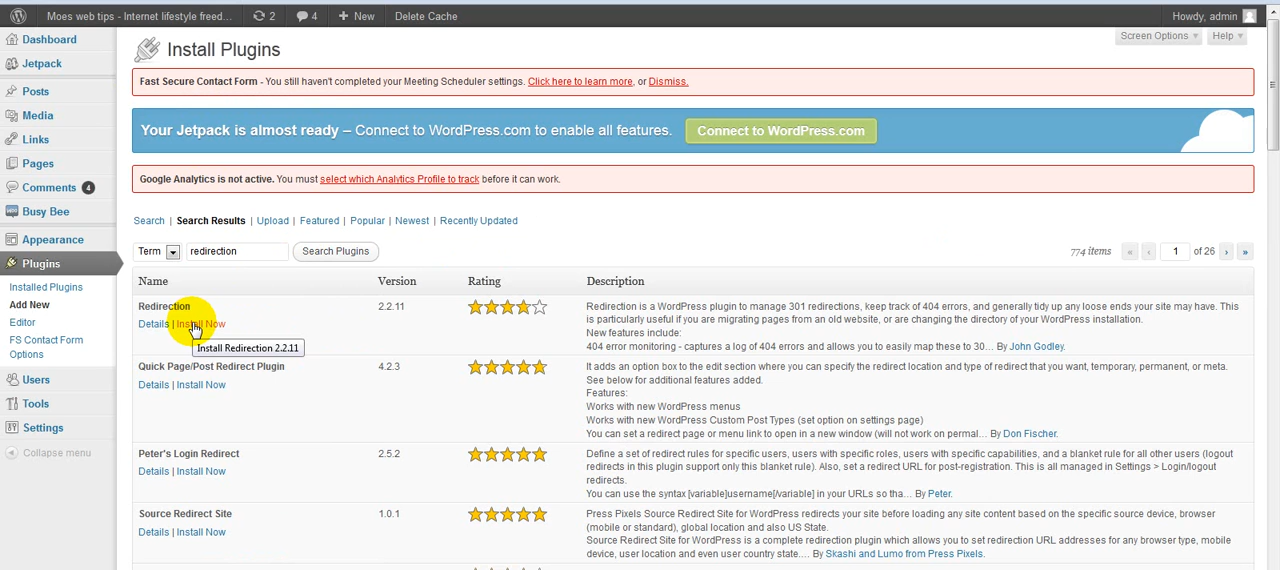 Moes web tips - Internet lifestyle freed... 2 4 New Delete Cache Howdy, admin
Screen Options Help
Dashboard
Jetpack
Posts
Media
Links
Pages
Comments 4
Busy Bee
Appearance
Plugins
Installed Plugins
Add New
Editor
FS Contact Form
Options
Users
Tools
Settings
Collapse menu
Install Plugins
Fast Secure Contact Form - You still haven't completed your Meeting Scheduler settings. Click here to learn more, or Dismiss.
Your Jetpack is almost ready – Connect to WordPress.com to enable all features. Connect to WordPress.com
Google Analytics is not active. You must select which Analytics Profile to track before it can work.
Search | Search Results | Upload | Featured | Popular | Newest | Recently Updated
Term redirection Search Plugins 774 items « ‹ 1 of 26 › »
Name Version Rating Description
Redirection 2.2.11 Redirection is a WordPress plugin to manage 301 redirections, keep track of 404 errors, and generally tidy up any loose ends your site may have. This
Details | Install Now is particularly useful if you are migrating pages from an old website, or are changing the directory of your WordPress installation.
New features include:
Install Redirection 2.2.11 404 error monitoring - captures a log of 404 errors and allows you to easily map these to 30… By John Godley.
Quick Page/Post Redirect Plugin 4.2.3 It adds an option box to the edit section where you can specify the redirect location and type of redirect that you want, temporary, permanent, or meta.
Details | Install Now See below for additional features added.
Features:
Works with new WordPress menus
Works with new WordPress Custom Post Types (set option on settings page)
You can set a redirect page or menu link to open in a new window (will not work on permal… By Don Fischer.
Peter's Login Redirect 2.5.2 Define a set of redirect rules for specific users, users with specific roles, users with specific capabilities, and a blanket rule for all other users (logout
Details | Install Now redirects in this plugin support only this blanket rule). Also, set a redirect URL for post-registration. This is all managed in Settings > Login/logout
redirects.
You can use the syntax [variable]username[/variable] in your URLs so tha… By Peter.
Source Redirect Site 1.0.1 Press Pixels Source Redirect Site for WordPress redirects your site before loading any site content based on the specific source device, browser
Details | Install Now (mobile or standard), global location and also US State.
Source Redirect Site for WordPress is a complete redirection plugin which allows you to set redirection URL addresses for any browser type, mobile
device, user location and even user country state.… By Skashi and Lumo from Press Pixels.